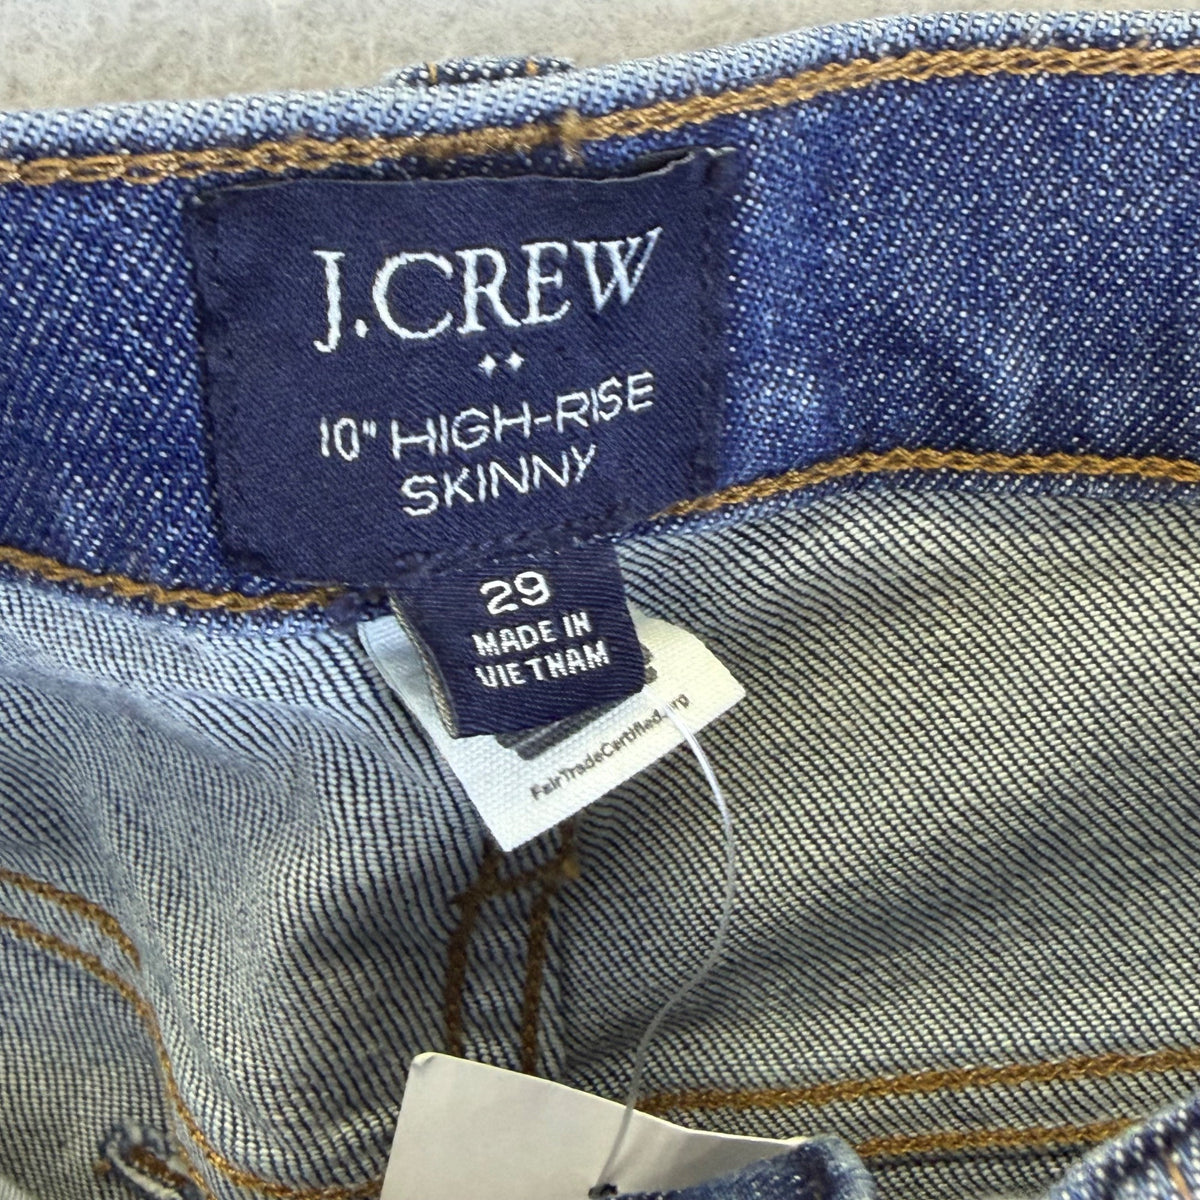 J.CREW
10" HIGH-RISE
SKINNY
29
MADE IN
VIETNAM
FairTradeCertified.org